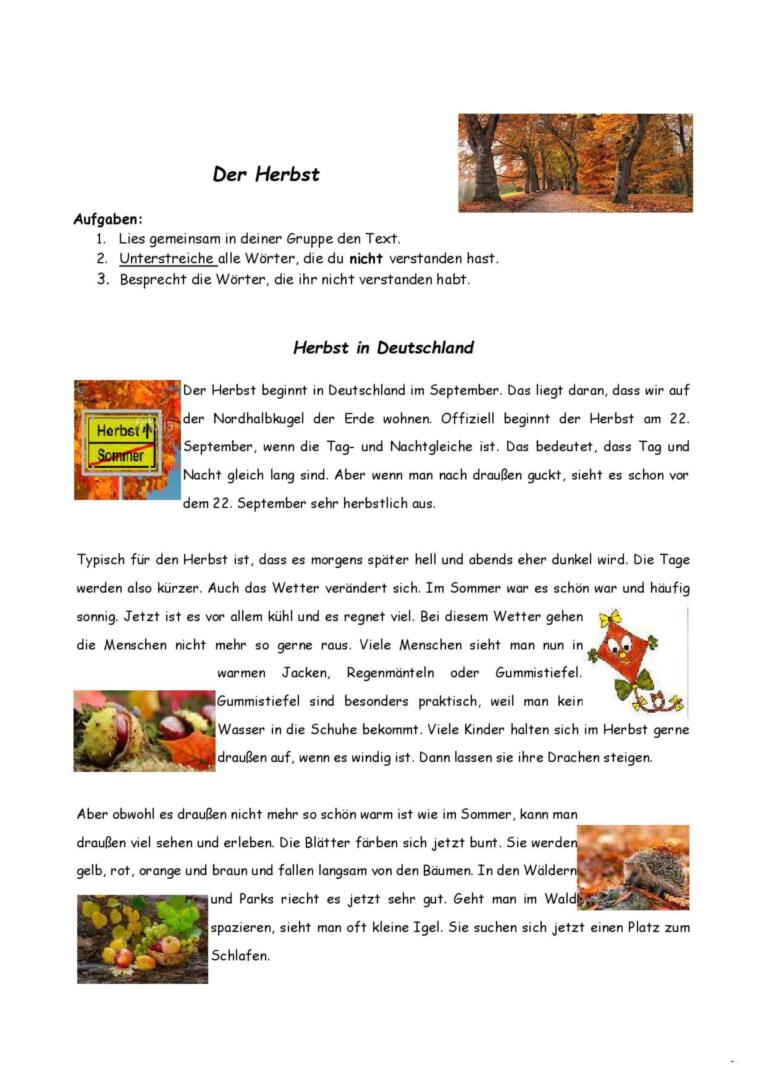 Der Herbst
Aufgaben:
1. Lies gemeinsam in deiner Gruppe den Text.
2. Unterstreiche alle Wörter, die du nicht verstanden hast.
3. Besprecht die Wörter, die ihr nicht verstanden habt.
Herbst in Deutschland
Der Herbst beginnt in Deutschland im September. Das liegt daran, dass wir auf
der Nordhalbkugel der Erde wohnen. Offiziell beginnt der Herbst am 22.
September, wenn die Tag- und Nachtgleiche ist. Das bedeutet, dass Tag und
Nacht gleich lang sind. Aber wenn man nach draußen guckt, sieht es schon vor
dem 22. September sehr herbstlich aus.
Herbst
Sommer
Typisch für den Herbst ist, dass es morgens später hell und abends eher dunkel wird. Die Tage
werden also kürzer. Auch das Wetter verändert sich. Im Sommer war es schön war und häufig
sonnig. Jetzt ist es vor allem kühl und es regnet viel. Bei diesem Wetter gehen
die Menschen nicht mehr so gerne raus. Viele Menschen sieht man nun in
warmen Jacken, Regenmänteln oder Gummistiefel.
Gummistiefel sind besonders praktisch, weil man kein
Wasser in die Schuhe bekommt. Viele Kinder halten sich im Herbst gerne
draußen auf, wenn es windig ist. Dann lassen sie ihre Drachen steigen.
Aber obwohl es draußen nicht mehr so schön warm ist wie im Sommer, kann man
draußen viel sehen und erleben. Die Blätter färben sich jetzt bunt. Sie werden
gelb, rot, orange und braun und fallen langsam von den Bäumen. In den Wäldern
und Parks riecht es jetzt sehr gut. Geht man im Wald
spazieren, sieht man oft kleine Igel. Sie suchen sich jetzt einen Platz zum
Schlafen.